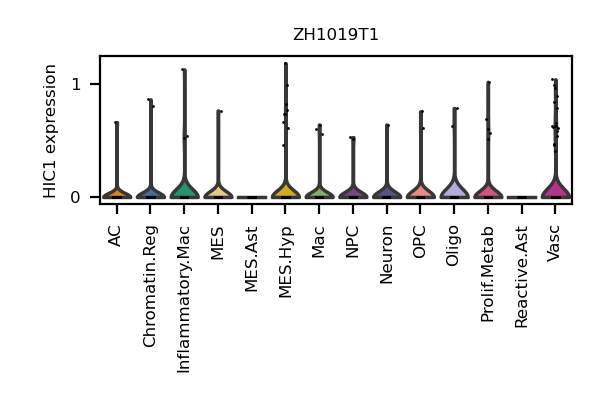 ZH1019T1
HIC1 expression
1
0
AC
Chromatin.Reg
Inflammatory.Mac
MES
MES.Ast
MES.Hyp
Mac
NPC
Neuron
OPC
Oligo
Prolif.Metab
Reactive.Ast
Vasc